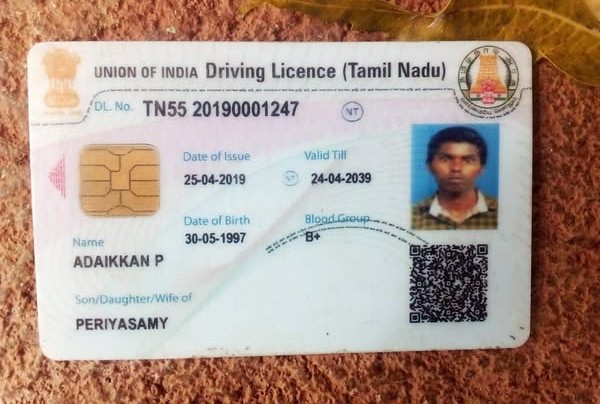 UNION OF INDIA Driving Licence (Tamil Nadu)
DL. No. TN55 20190001247
NT
Date of Issue Valid Till
25-04-2019 NT 24-04-2039
Date of Birth Blood Group
30-05-1997 B+
Name
ADAIKKAN P
Son/Daughter/Wife of
PERIYASAMY